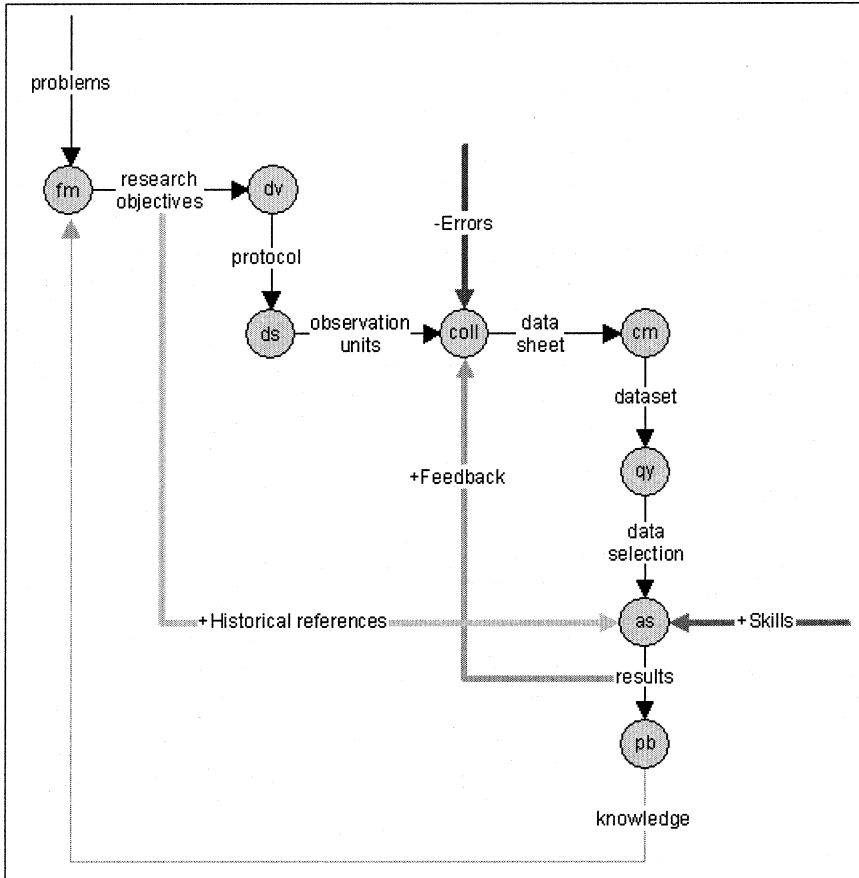 problems
fm
research
objectives
dv
-Errors
protocol
ds
observation
units
coll
data
sheet
cm
dataset
+Feedback
qy
data
selection
+Historical references
as
+Skills
results
pb
knowledge